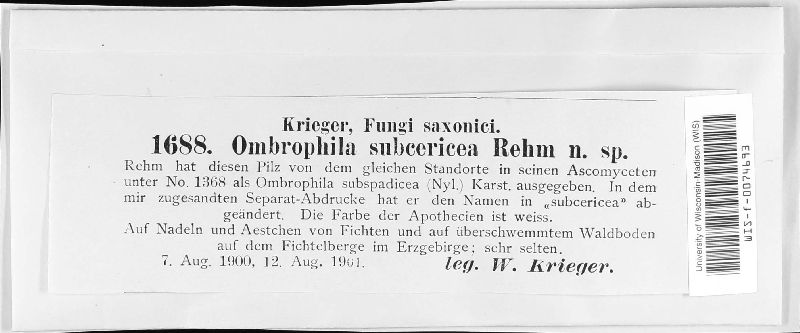 Krieger, Fungi saxonici.
1688. Ombrophila subcericea Rehm n. sp.
Rehm hat diesen Pilz von dem gleichen Standorte in seinen Ascomyceten
unter No. 1368 als Ombrophila subspadicea (Nyl.) Karst. ausgegeben. In dem
mir zugesandten Separat-Abdrucke hat er den Namen in „subcericea” ab-
geändert. Die Farbe der Apothecien ist weiss.
Auf Nadeln und Aestchen von Fichten und auf überschwemmtem Waldboden
auf dem Fichtelberge im Erzgebirge; sehr selten.
7. Aug. 1900, 12. Aug. 1901.
leg. W. Krieger.
University of Wisconsin-Madison (WIS)
WIS-f-0074693